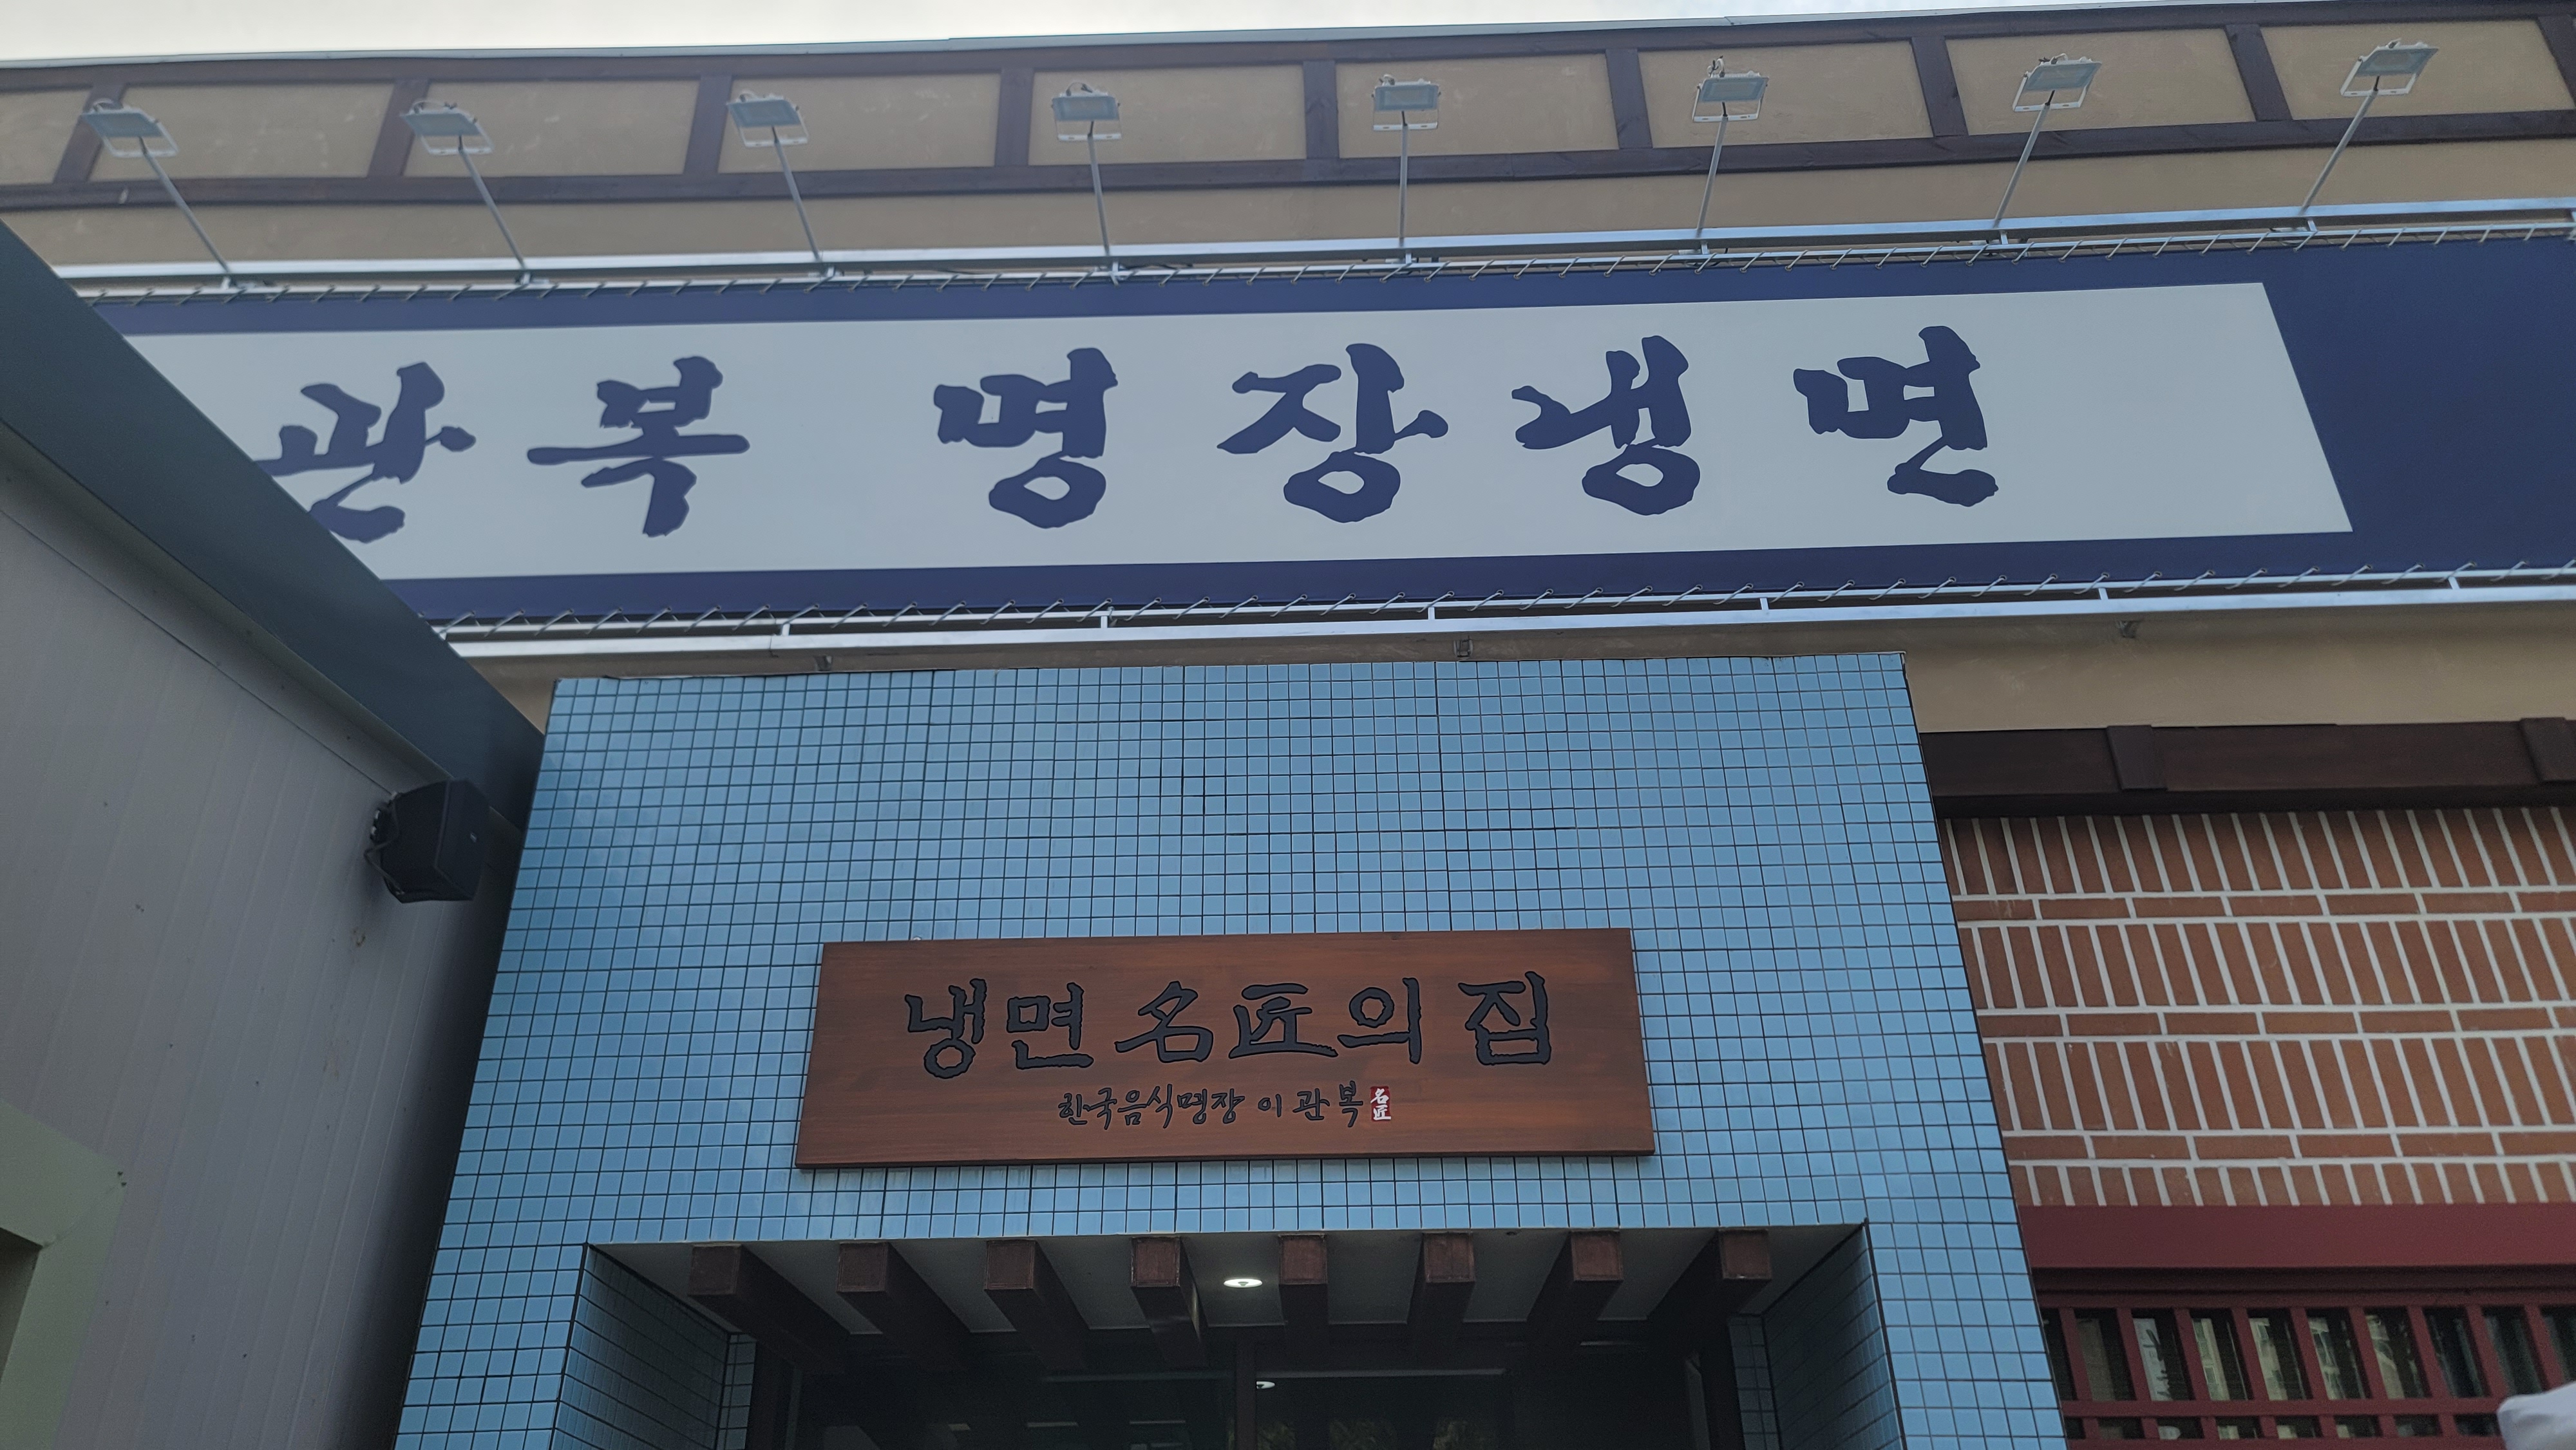 관복 명장냉면
냉면 名匠의 집
한국음식명장 이관복 名匠